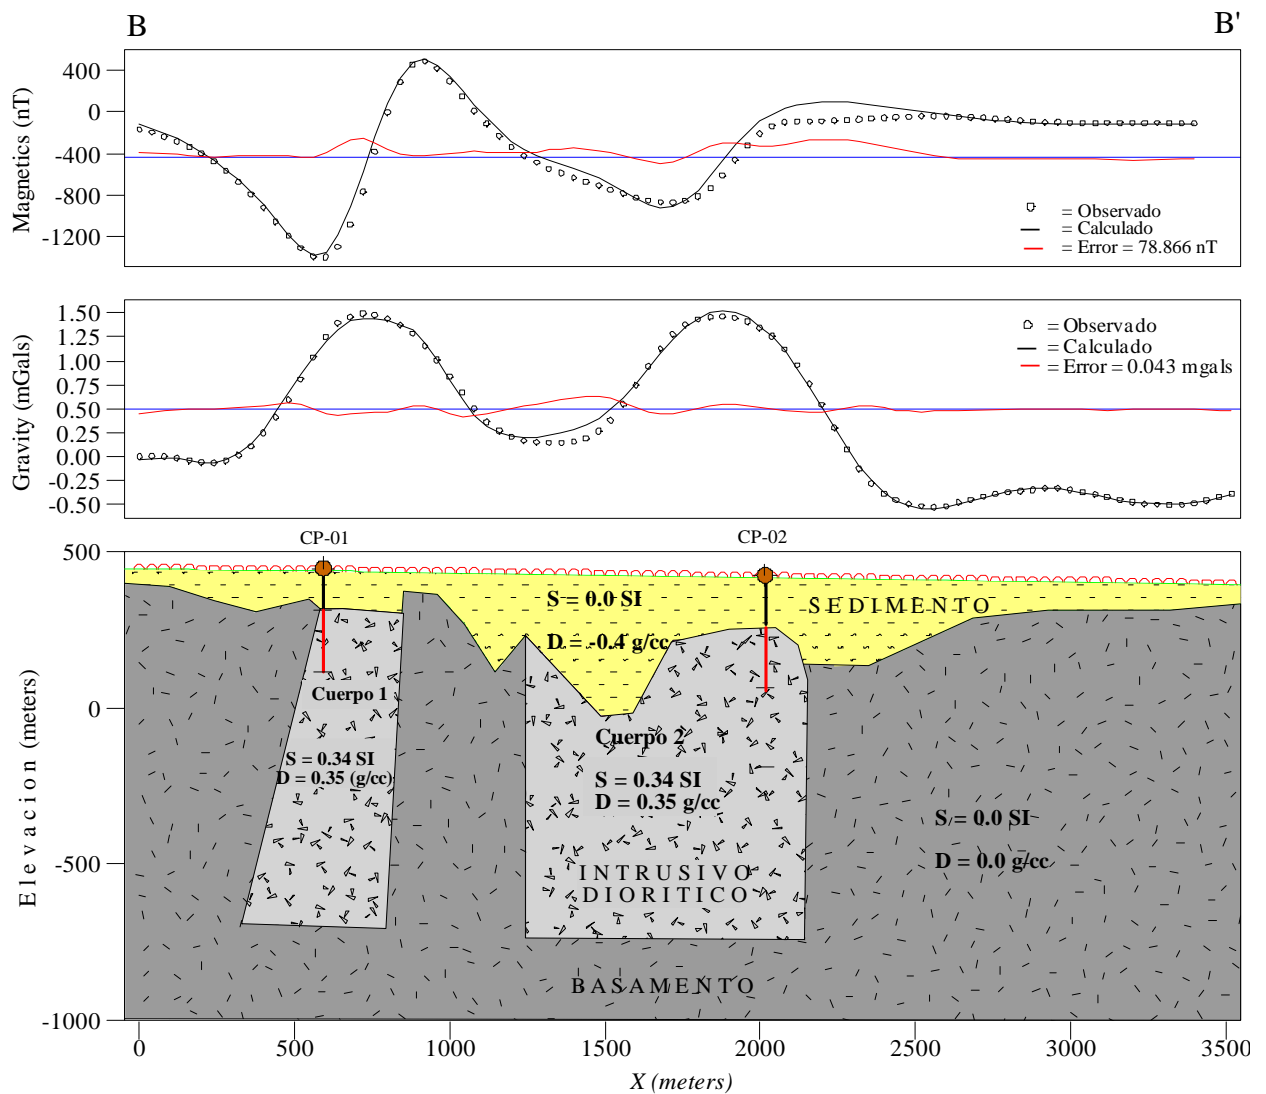 B
B'
Magnetics (nT)
400
0
-400
-800
-1200
= Observado
= Calculado
= Error = 78.866 nT
Gravity (mGals)
1.50
1.25
1.00
0.75
0.50
0.25
0.00
-0.25
-0.50
= Observado
= Calculado
= Error = 0.043 mgals
CP-01
CP-02
Elevacion (meters)
500
0
-500
-1000
S = 0.0 SI
SEDIMENTO
D = -0.4 g/cc
Cuerpo 1
S = 0.34 SI
D = 0.35 (g/cc)
Cuerpo 2
S = 0.34 SI
D = 0.35 g/cc
S = 0.0 SI
D = 0.0 g/cc
INTRUSIVO
DIORITICO
BASAMENTO
0
500
1000
1500
2000
2500
3000
3500
X (meters)